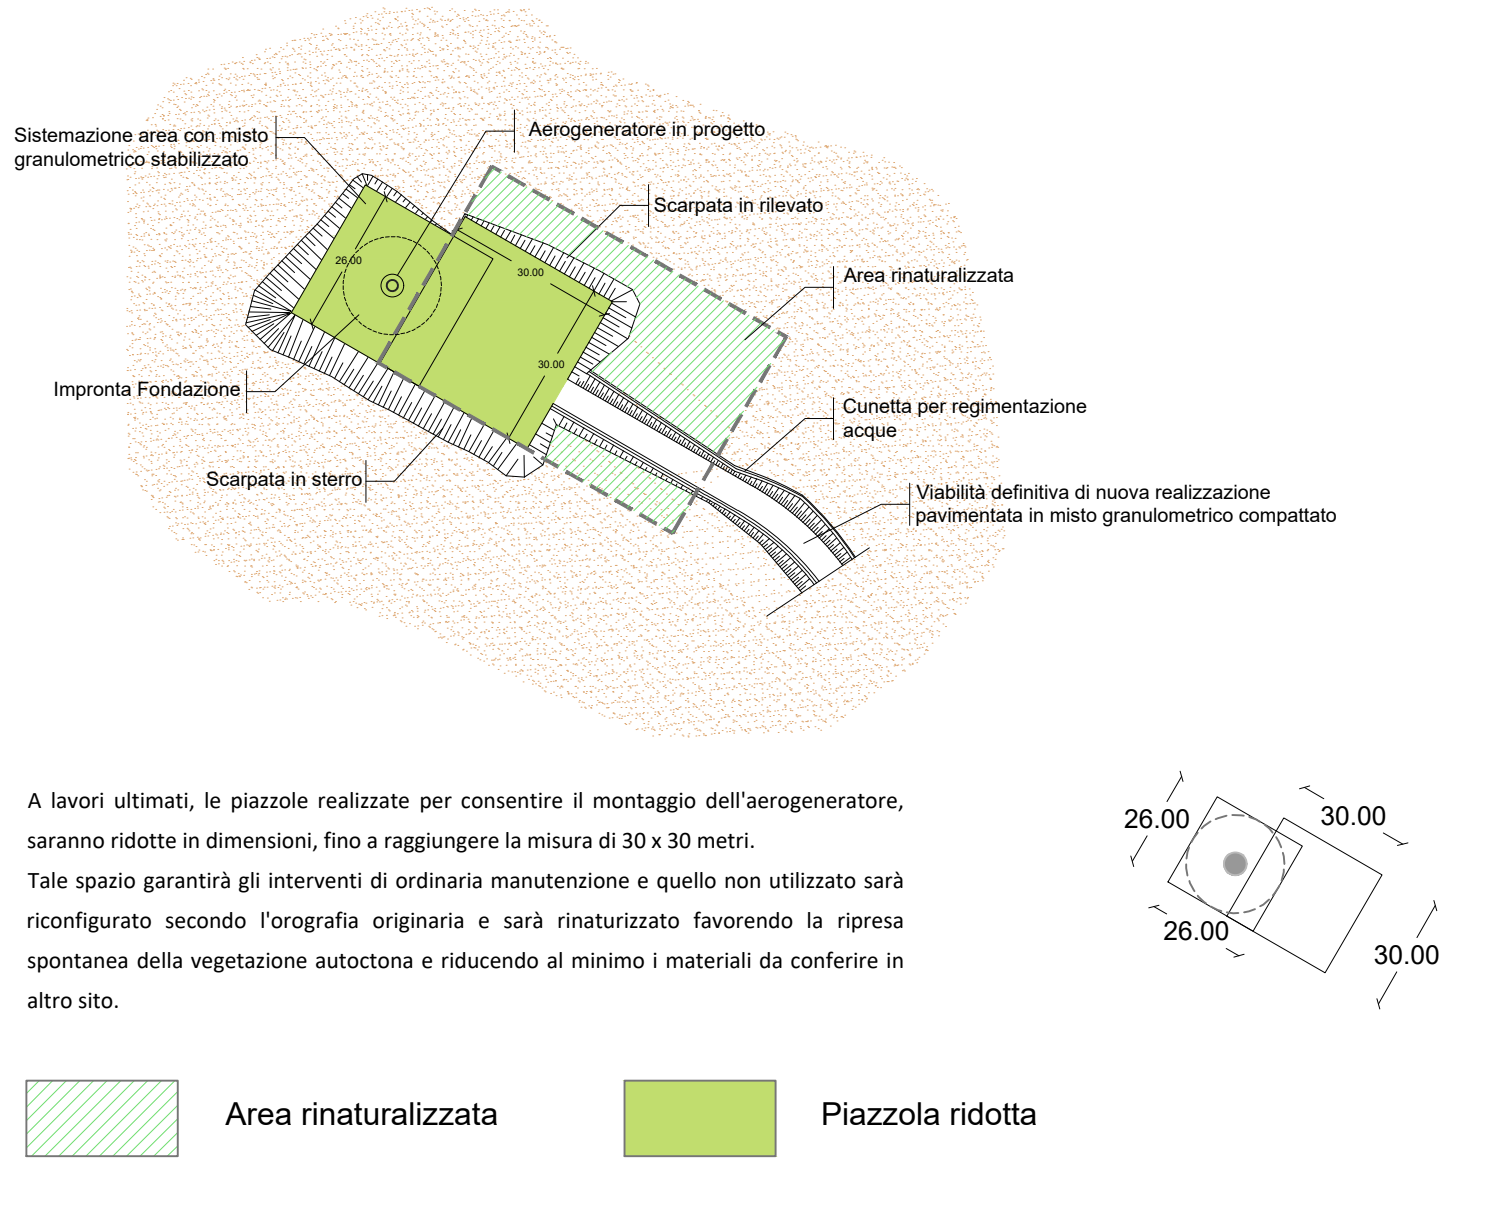 Aerogeneratore in progetto
Sistemazione area con misto
granulometrico stabilizzato
Scarpata in rilevato
Area rinaturalizzata
26.00
30.00
30.00
Impronta Fondazione
Cunetta per regimentazione
acque
Scarpata in sterro
Viabilità definitiva di nuova realizzazione
pavimentata in misto granulometrico compattato
A lavori ultimati, le piazzole realizzate per consentire il montaggio dell'aerogeneratore,
saranno ridotte in dimensioni, fino a raggiungere la misura di 30 x 30 metri.
Tale spazio garantirà gli interventi di ordinaria manutenzione e quello non utilizzato sarà
riconfigurato secondo l'orografia originaria e sarà rinaturizzato favorendo la ripresa
spontanea della vegetazione autoctona e riducendo al minimo i materiali da conferire in
altro sito.
26.00
30.00
26.00
30.00
Area rinaturalizzata
Piazzola ridotta